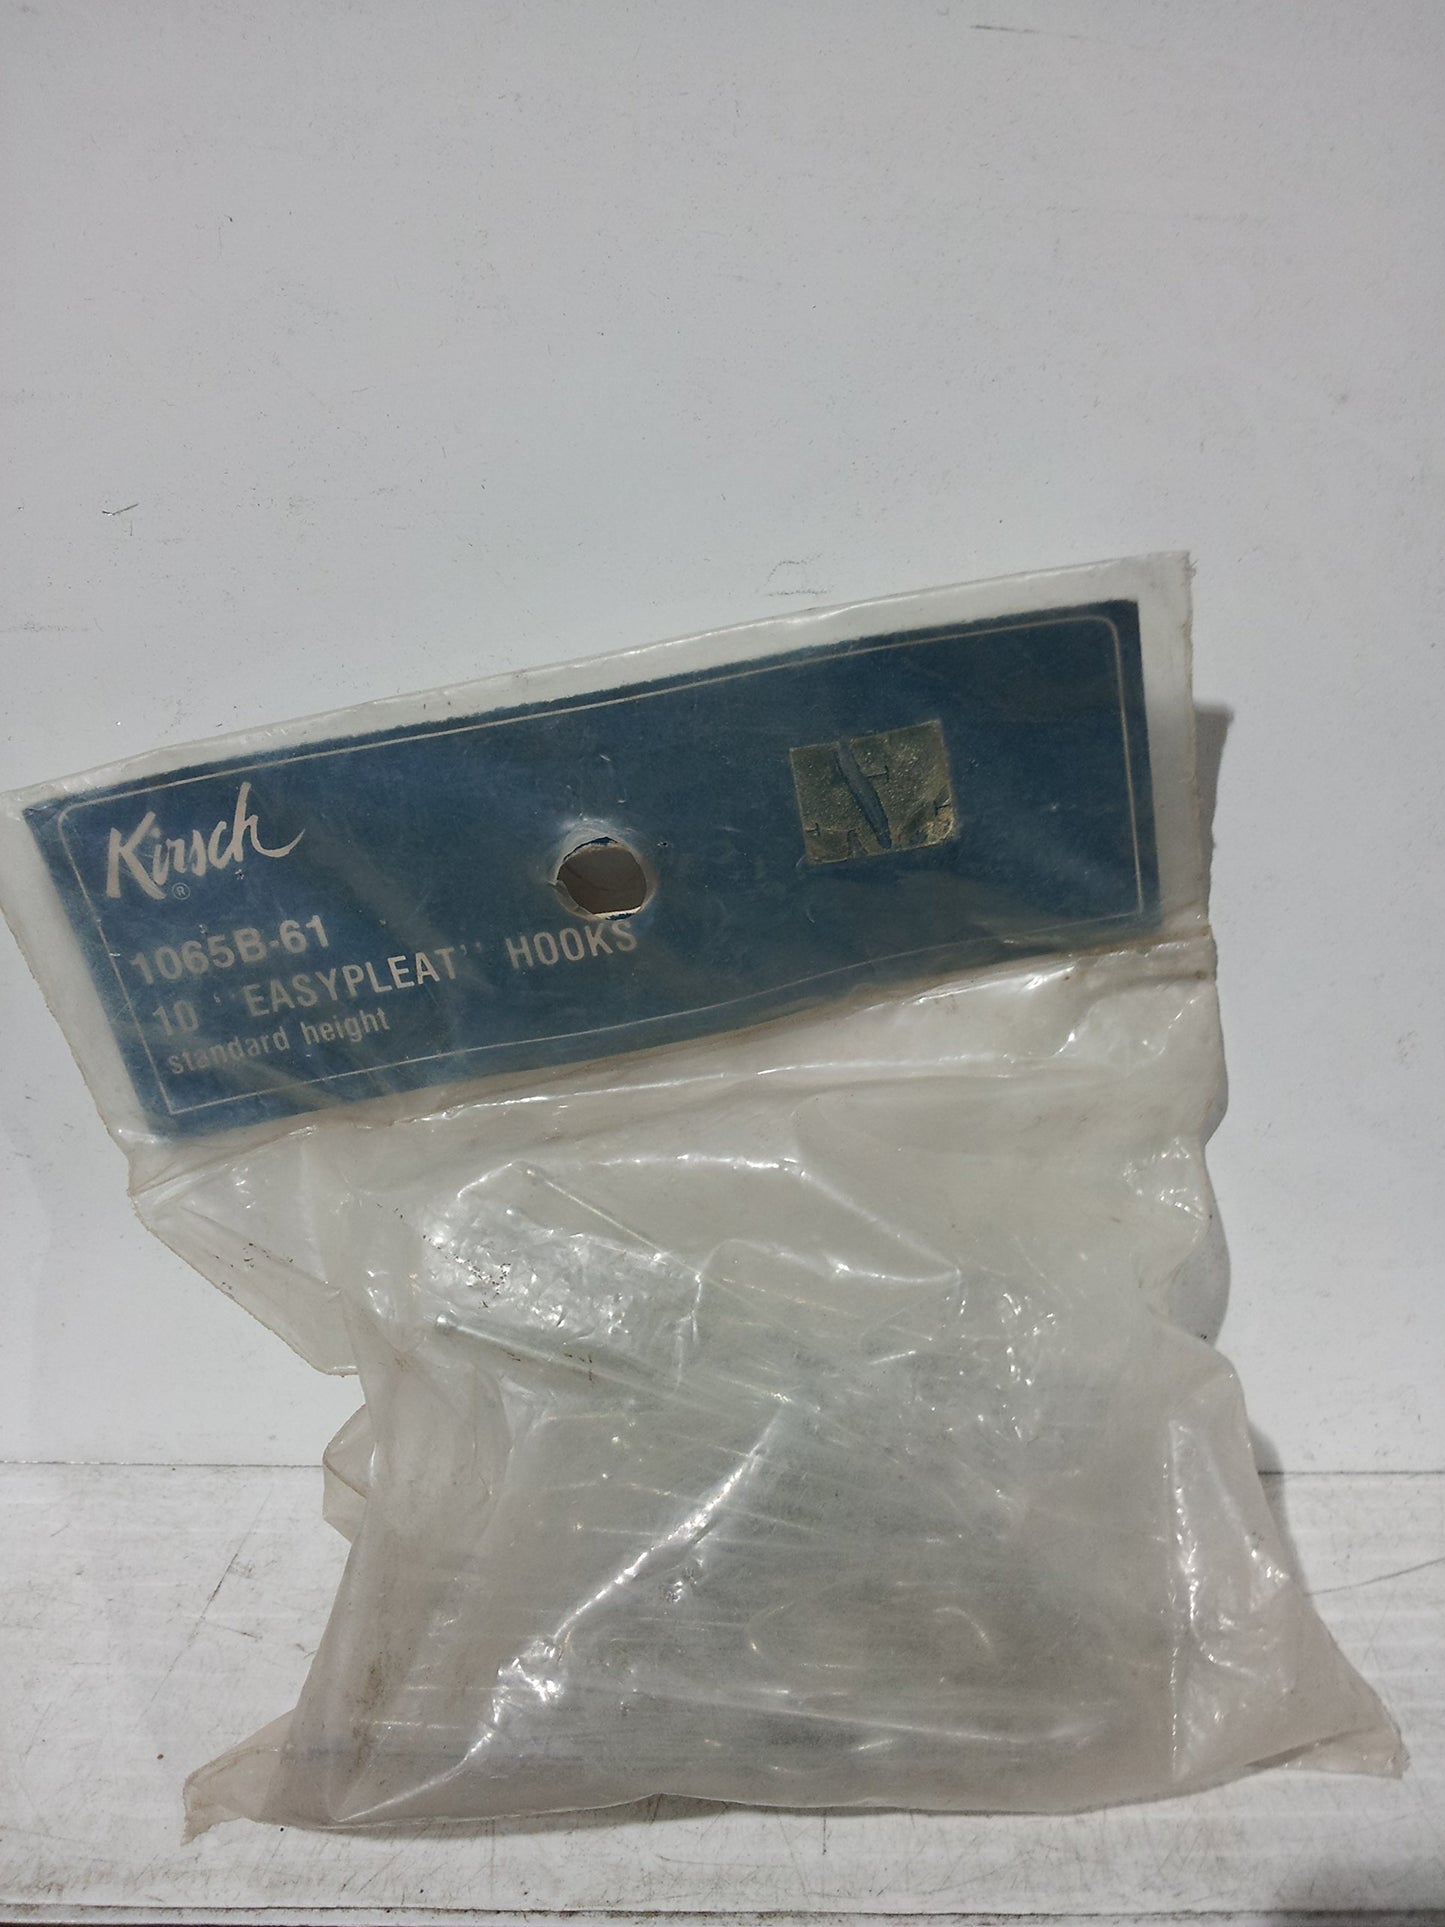 Kirsch
®
1065B-61
10 "EASYPLEAT" HOOKS
standard height